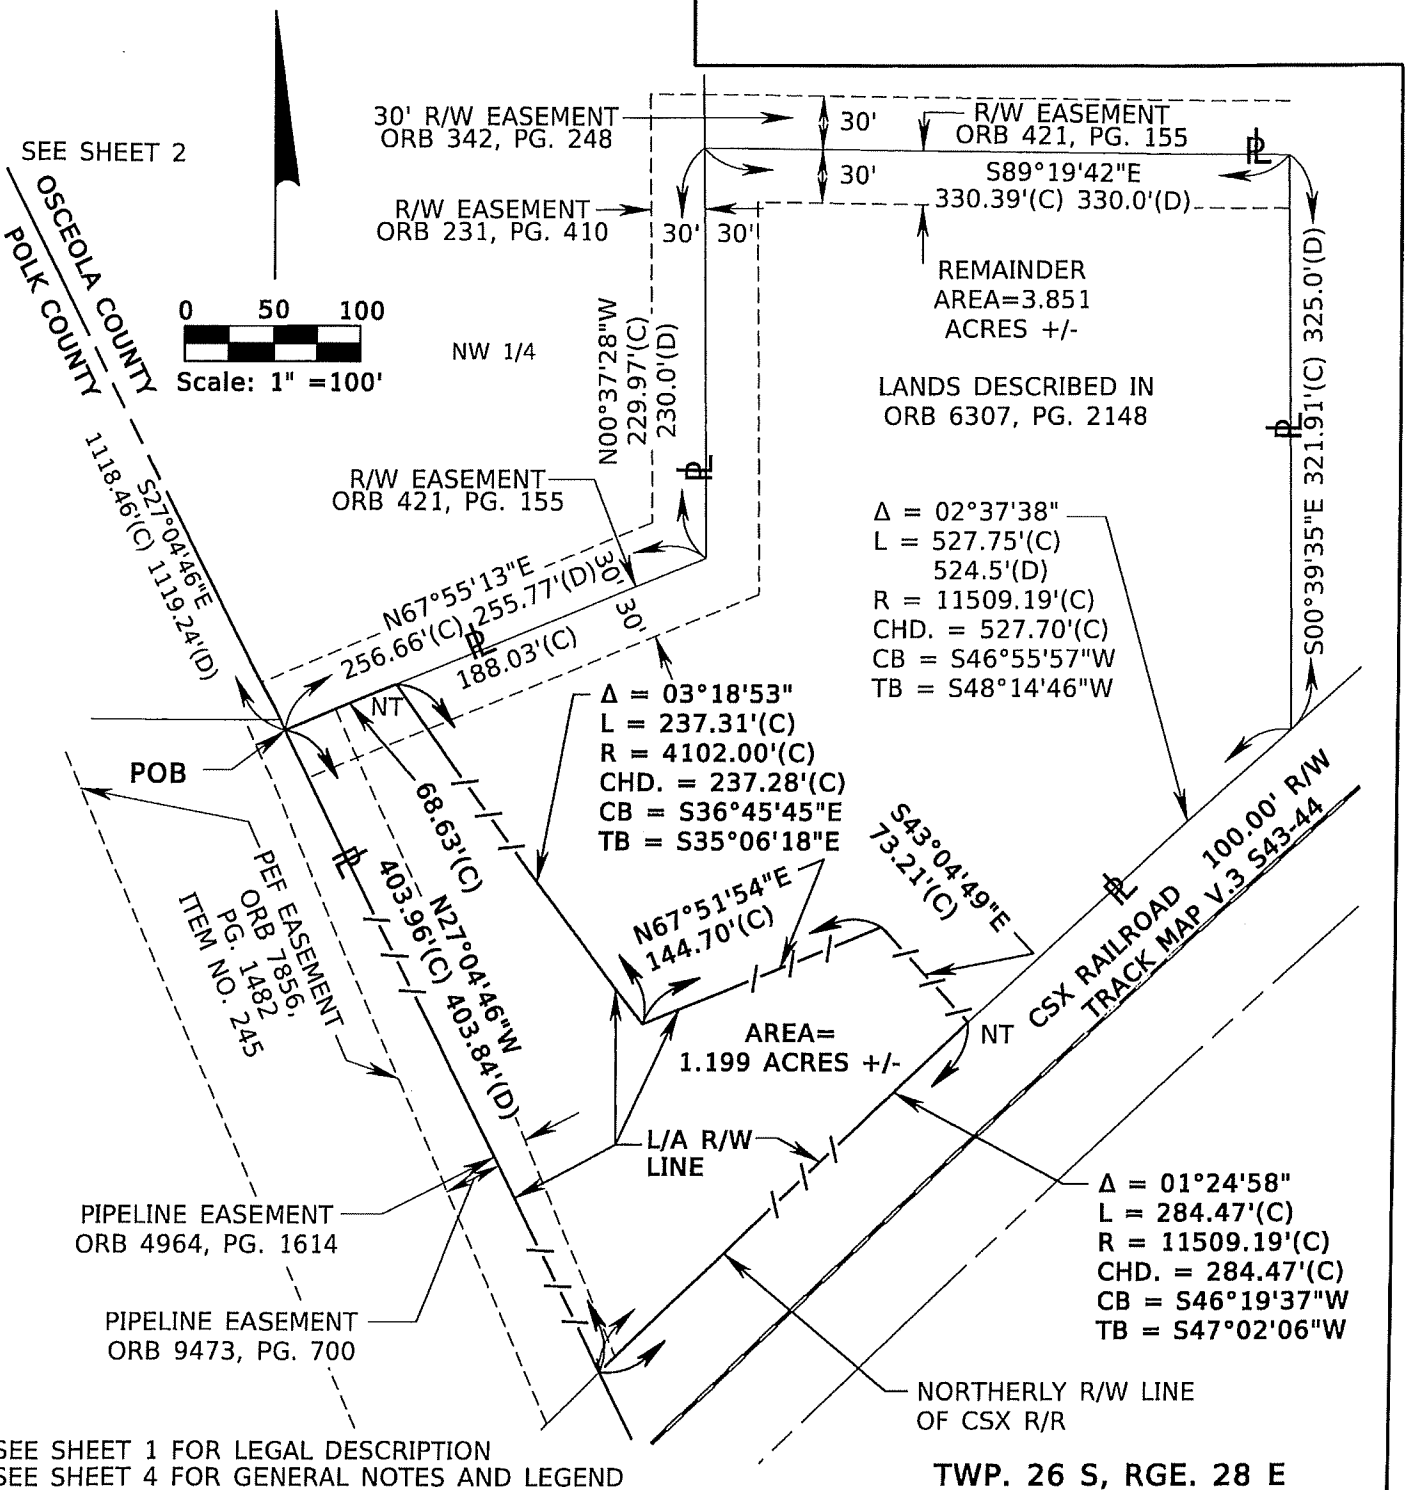 30' R/W EASEMENT
ORB 342, PG. 248
30'
R/W EASEMENT
ORB 421, PG. 155
PL
SEE SHEET 2
30'
S89°19'42"E
330.39'(C) 330.0'(D)
R/W EASEMENT
ORB 231, PG. 410
30' 30'
OSCEOLA COUNTY
POLK COUNTY
REMAINDER
AREA=3.851
ACRES +/-
0 50 100
Scale: 1" =100'
NW 1/4
N00°37'28"W
229.97'(C)
230.0'(D)
PL
LANDS DESCRIBED IN
ORB 6307, PG. 2148
S00°39'35"E 321.91'(C) 325.0'(D)
PL
S27°04'46"E
1118.46'(C) 1119.24'(D)
R/W EASEMENT
ORB 421, PG. 155
Δ = 02°37'38"
L = 527.75'(C)
524.5'(D)
R = 11509.19'(C)
CHD. = 527.70'(C)
CB = S46°55'57"W
TB = S48°14'46"W
N67°55'13"E
256.66'(C) 255.77'(D)
30'
30'
PL
188.03'(C)
NT
POB
68.63'(C)
Δ = 03°18'53"
L = 237.31'(C)
R = 4102.00'(C)
CHD. = 237.28'(C)
CB = S36°45'45"E
TB = S35°06'18"E
S43°04'49"E
73.21'(C)
100.00' R/W
CSX RAILROAD
TRACK MAP V.3 S43-44
PL
PL
N27°04'46"W
403.96'(C) 403.84'(D)
PEF EASEMENT
ORB 7856,
PG. 1482
ITEM NO. 245
N67°51'54"E
144.70'(C)
AREA=
1.199 ACRES +/-
NT
L/A R/W
LINE
PIPELINE EASEMENT
ORB 4964, PG. 1614
PIPELINE EASEMENT
ORB 9473, PG. 700
Δ = 01°24'58"
L = 284.47'(C)
R = 11509.19'(C)
CHD. = 284.47'(C)
CB = S46°19'37"W
TB = S47°02'06"W
NORTHERLY R/W LINE
OF CSX R/R
SEE SHEET 1 FOR LEGAL DESCRIPTION
SEE SHEET 4 FOR GENERAL NOTES AND LEGEND
TWP. 26 S, RGE. 28 E